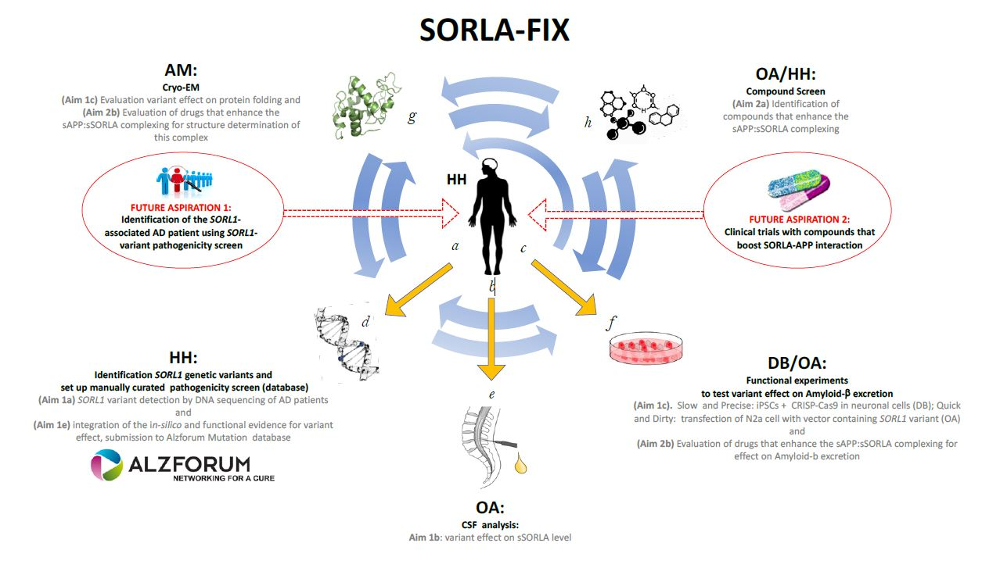 SORLA-FIX
AM:
Cryo-EM
(Aim 1c) Evaluation variant effect on protein folding and
(Aim 2b) Evaluation of drugs that enhance the
sAPP:sSORLA complexing for structure determination of
this complex
g
h
H
OA/HH:
Compound Screen
(Aim 2a) Identification of
compounds that enhance the
sAPP:sSORLA complexing
FUTURE ASPIRATION 1:
Identification of the SORL1-
associated AD patient using SORL1-
variant pathogenicity screen
HH
FUTURE ASPIRATION 2:
Clinical trials with compounds that
boost SORLA-APP interaction
a
c
b
d
f
HH:
Identification SORL1 genetic variants and
set up manually curated pathogenicity screen (database)
(Aim 1a) SORL1 variant detection by DNA sequencing of AD patients
and
(Aim 1e) integration of the in-silico and functional evidence for variant
effect, submission to Alzforum Mutation database
ALZFORUM
NETWORKING FOR A CURE
e
DB/OA:
Functional experiments
to test variant effect on Amyloid-β excretion
(Aim 1c). Slow and Precise: iPSCs + CRISP-Cas9 in neuronal cells (DB); Quick
and Dirty: transfection of N2a cell with vector containing SORL1 variant (OA)
and
(Aim 2b) Evaluation of drugs that enhance the sAPP:sSORLA complexing for
effect on Amyloid-b excretion
OA:
CSF analysis:
Aim 1b: variant effect on sSORLA level